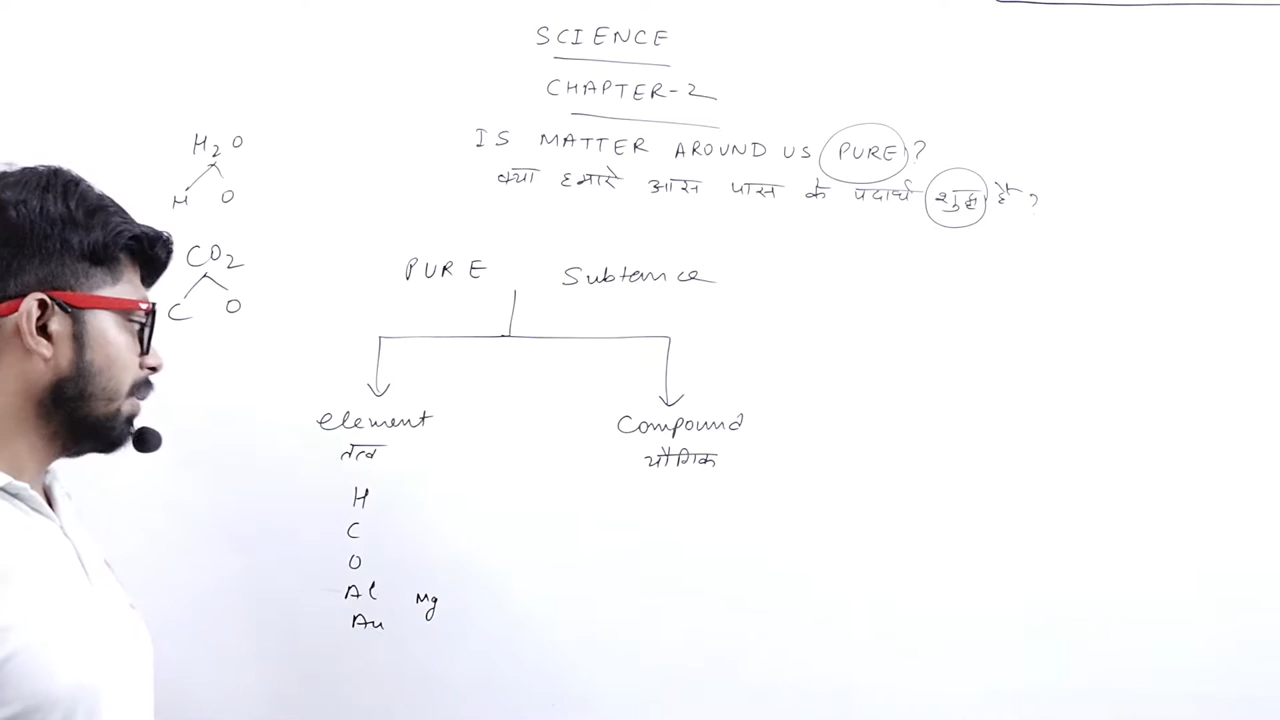 SCIENCE
CHAPTER-2
IS MATTER AROUND US PURE ?
क्या हमारे आस पास के पदार्थ शुद्ध है ?
H2O
H O
CO2
C O
PURE Subtance
element Compound
तत्व यौगिक
H
C
O
Al Mg
Au